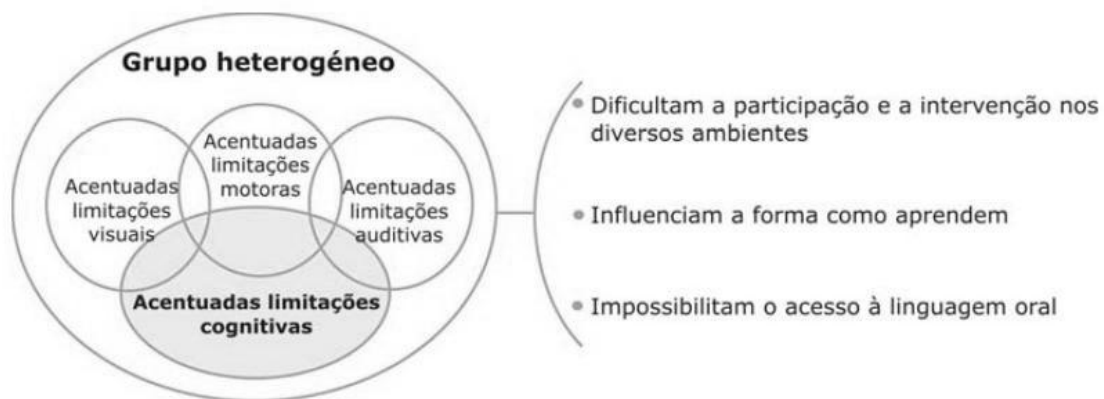 Grupo heterogéneo
Acentuadas
limitações
motoras
Acentuadas
limitações
visuais
Acentuadas
limitações
auditivas
Acentuadas limitações
cognitivas
Dificultam a participação e a intervenção nos
diversos ambientes
Influenciam a forma como aprendem
Impossibilitam o acesso à linguagem oral